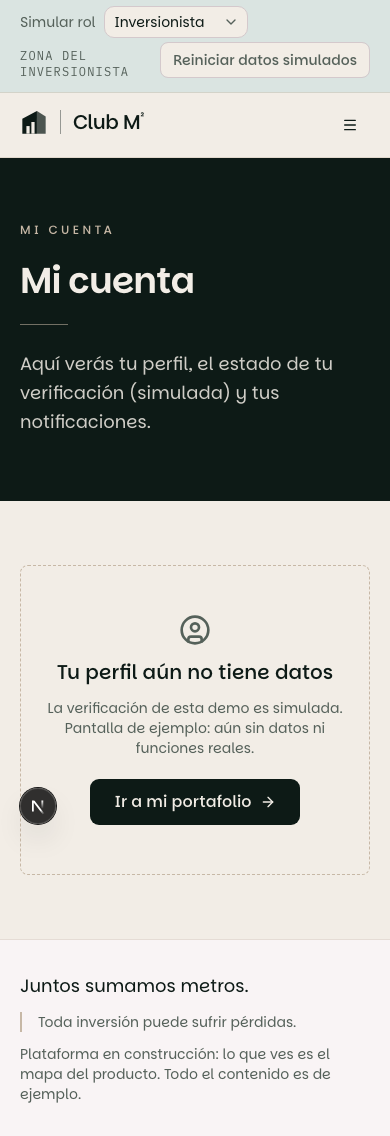 Simular rol
Inversionista
ZONA DEL
INVERSIONISTA
Reiniciar datos simulados
Club M²
MI CUENTA
Mi cuenta
Aquí verás tu perfil, el estado de tu
verificación (simulada) y tus
notificaciones.
Tu perfil aún no tiene datos
La verificación de esta demo es simulada.
Pantalla de ejemplo: aún sin datos ni
funciones reales.
Ir a mi portafolio →
N
Juntos sumamos metros.
Toda inversión puede sufrir pérdidas.
Plataforma en construcción: lo que ves es el
mapa del producto. Todo el contenido es de
ejemplo.